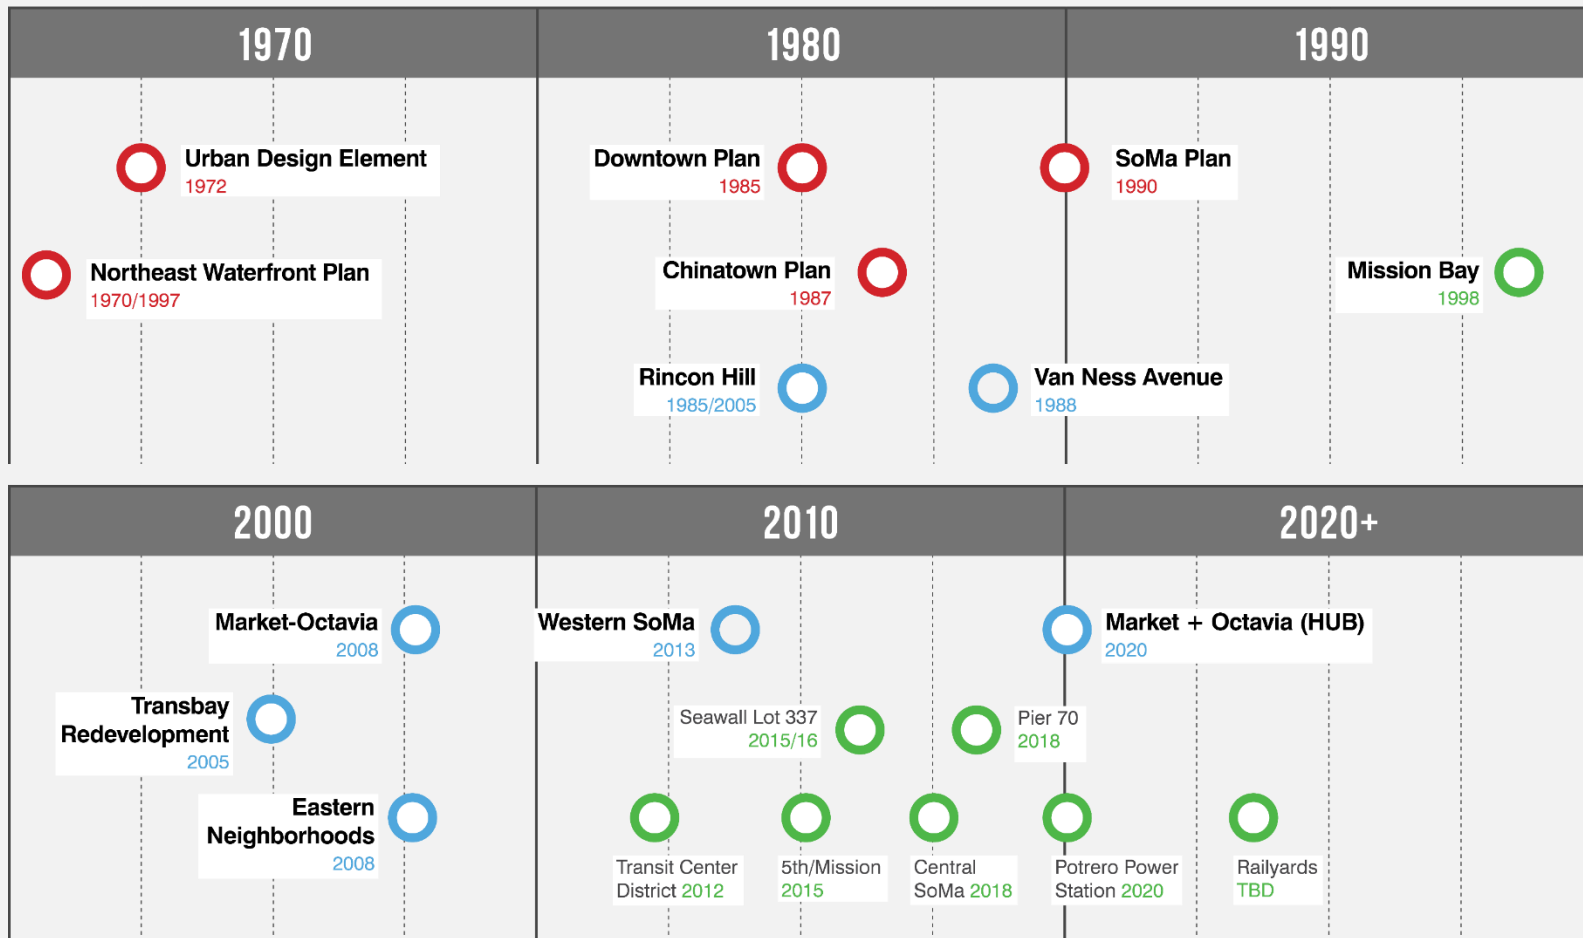 1970
1980
1990
Urban Design Element
1972
Downtown Plan
1985
SoMa Plan
1990
Northeast Waterfront Plan
1970/1997
Chinatown Plan
1987
Mission Bay
1998
Rincon Hill
1985/2005
Van Ness Avenue
1988
2000
2010
2020+
Market-Octavia
2008
Western SoMa
2013
Market + Octavia (HUB)
2020
Transbay
Redevelopment
2005
Seawall Lot 337
2015/16
Pier 70
2018
Eastern
Neighborhoods
2008
Transit Center
District 2012
5th/Mission
2015
Central
SoMa 2018
Potrero Power
Station 2020
Railyards
TBD